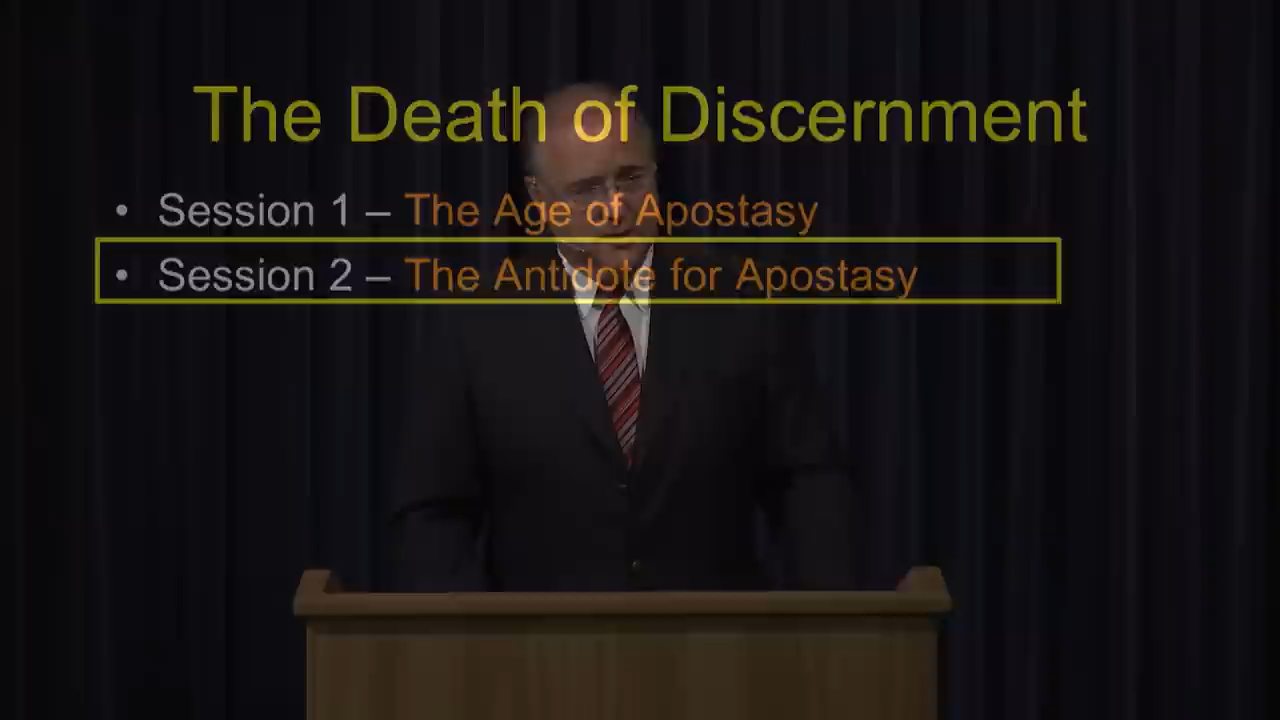 The Death of Discernment
• Session 1 – The Age of Apostasy
• Session 2 – The Antidote for Apostasy